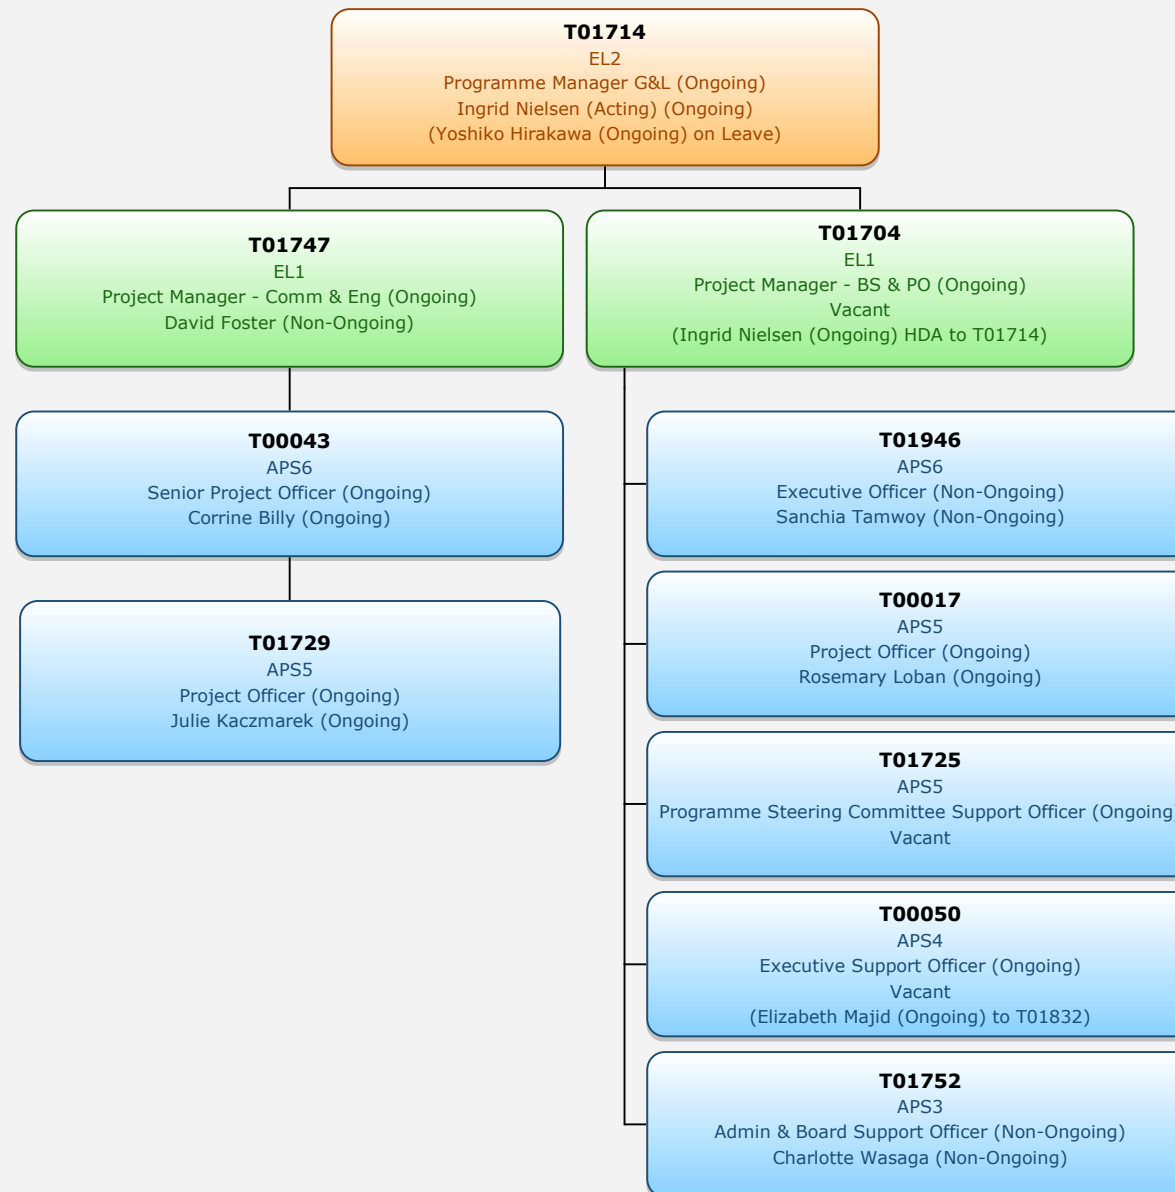 T01714
EL2
Programme Manager G&L (Ongoing)
Ingrid Nielsen (Acting) (Ongoing)
(Yoshiko Hirakawa (Ongoing) on Leave)
T01747
EL1
Project Manager - Comm & Eng (Ongoing)
David Foster (Non-Ongoing)
T01704
EL1
Project Manager - BS & PO (Ongoing)
Vacant
(Ingrid Nielsen (Ongoing) HDA to T01714)
T00043
APS6
Senior Project Officer (Ongoing)
Corrine Billy (Ongoing)
T01729
APS5
Project Officer (Ongoing)
Julie Kaczmarek (Ongoing)
T01946
APS6
Executive Officer (Non-Ongoing)
Sanchia Tamwoy (Non-Ongoing)
T00017
APS5
Project Officer (Ongoing)
Rosemary Loban (Ongoing)
T01725
APS5
Programme Steering Committee Support Officer (Ongoing)
Vacant
T00050
APS4
Executive Support Officer (Ongoing)
Vacant
(Elizabeth Majid (Ongoing) to T01832)
T01752
APS3
Admin & Board Support Officer (Non-Ongoing)
Charlotte Wasaga (Non-Ongoing)